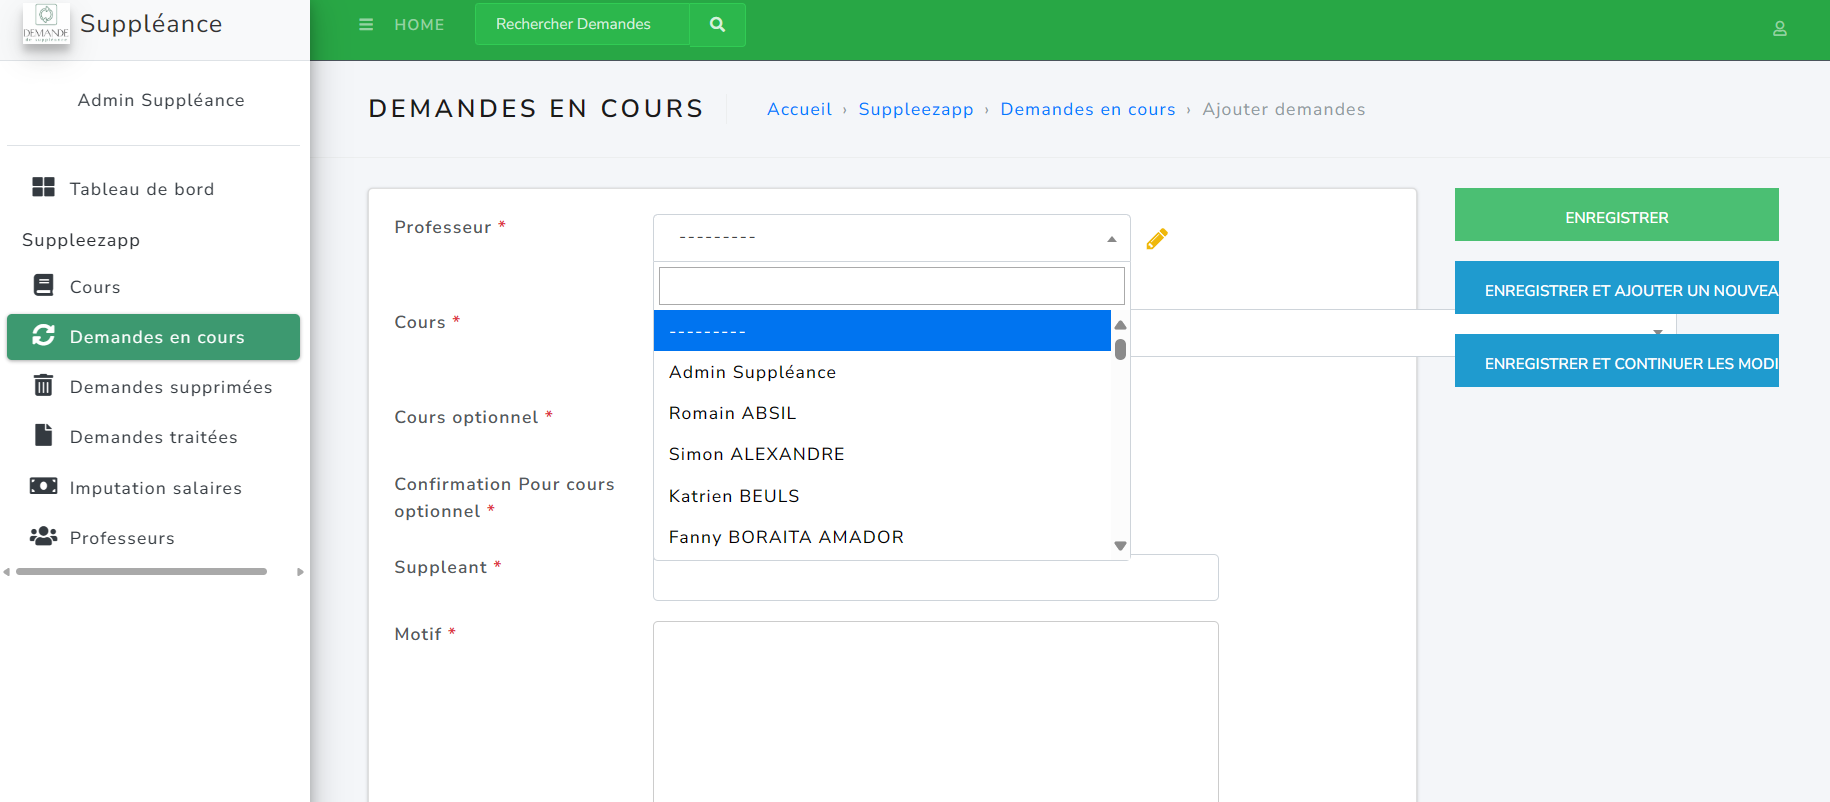 DEMANDE
de suppléance
Suppléance
HOME
Rechercher Demandes
Admin Suppléance
DEMANDES EN COURS
Accueil › Suppleezapp › Demandes en cours › Ajouter demandes
Tableau de bord
Suppleezapp
Cours
Demandes en cours
Demandes supprimées
Demandes traitées
Imputation salaires
Professeurs
Professeur *
---------
---------
Admin Suppléance
Romain ABSIL
Simon ALEXANDRE
Katrien BEULS
Fanny BORAITA AMADOR
Cours *
Cours optionnel *
Confirmation Pour cours
optionnel *
Suppleant *
Motif *
ENREGISTRER
ENREGISTRER ET AJOUTER UN NOUVEA
ENREGISTRER ET CONTINUER LES MODI